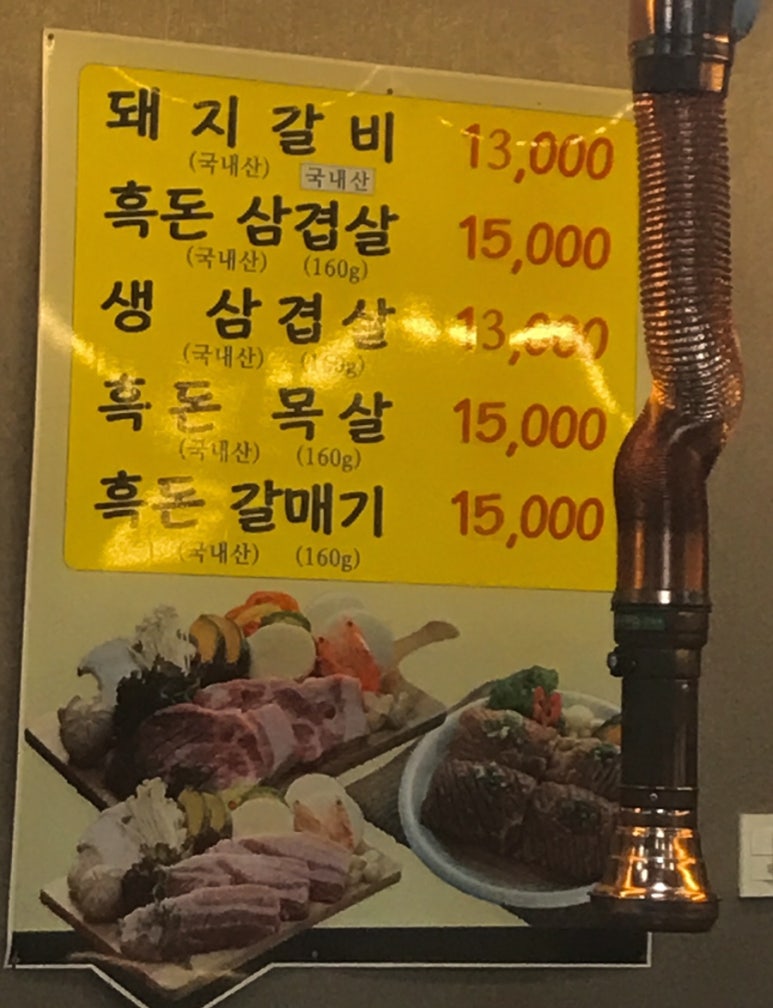 돼지갈비 13,000
(국내산) 국내산
흑돈 삼겹살 15,000
(국내산) (160g)
생 삼겹살 13,000
(국내산) (160g)
흑돈 목살 15,000
(국내산) (160g)
흑돈 갈매기 15,000
(국내산) (160g)